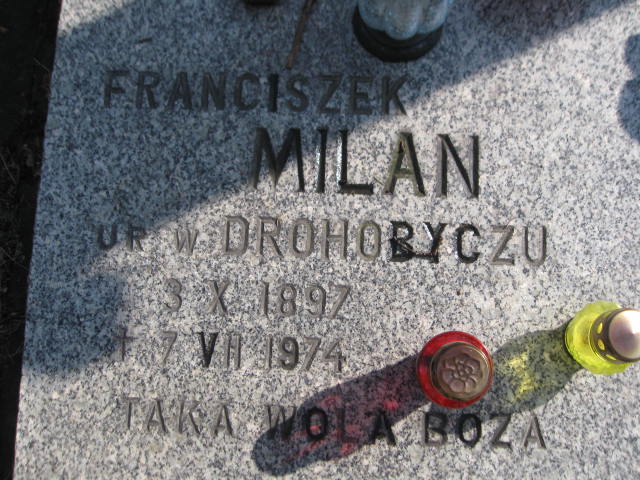 FRANCISZEK
MILAN
UR W DROHOBYCZU
3 X 1897
+ 7 VII 1974
TAKA WOLA BOZA